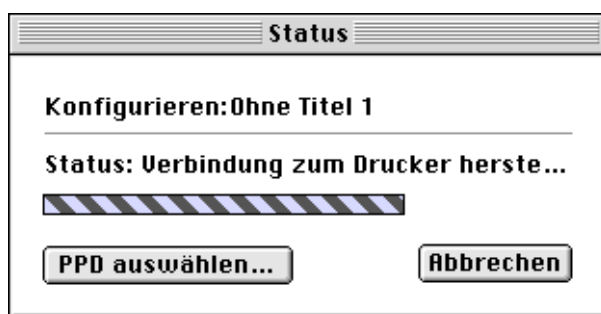 Status
Konfigurieren:Ohne Titel 1
Status: Verbindung zum Drucker herste...
PPD auswählen...
Abbrechen